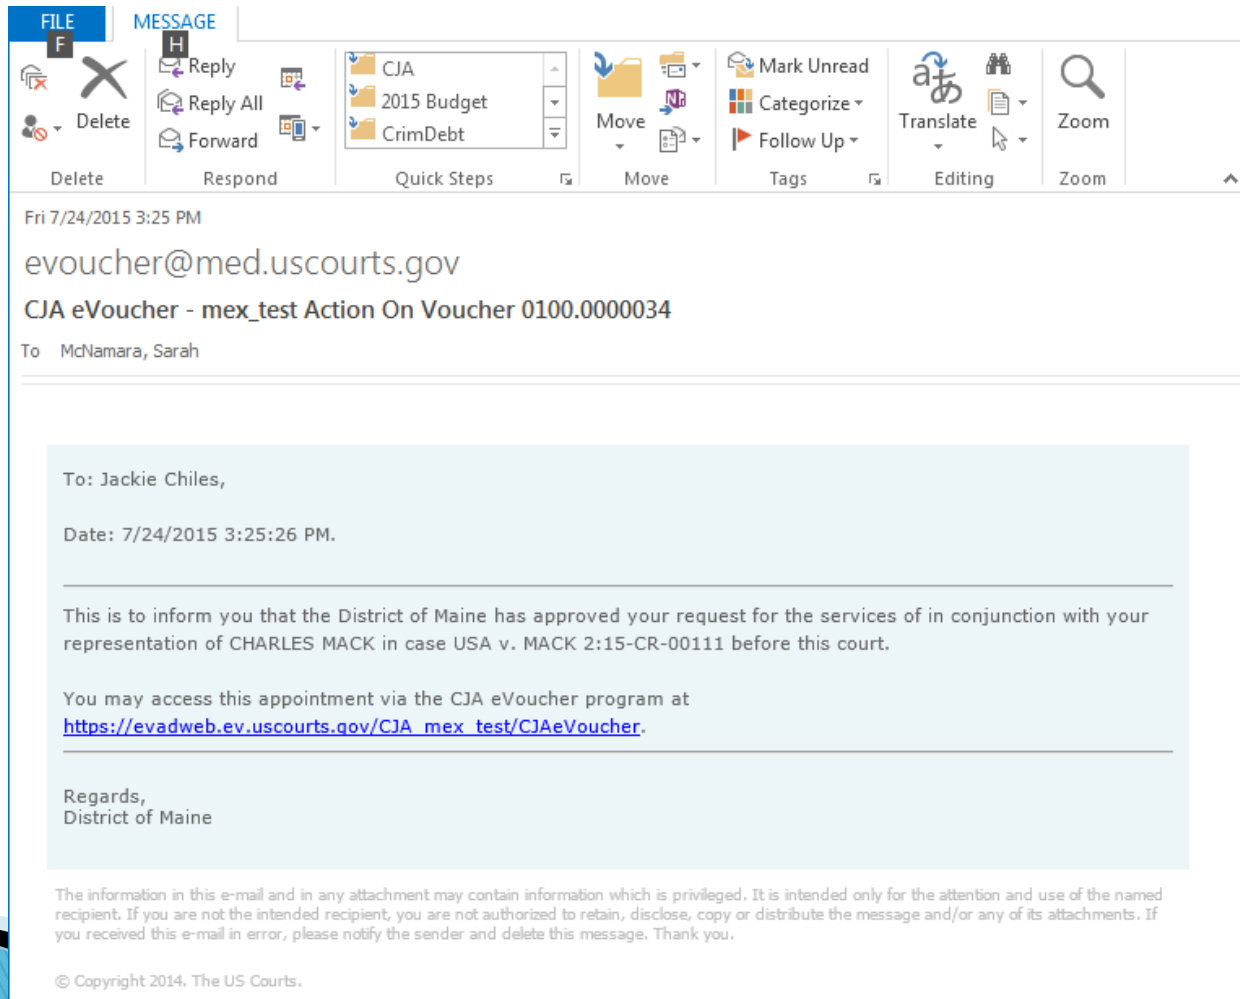 FILE MESSAGE
F H
Reply
Reply All
Forward
Delete
CJA
2015 Budget
CrimDebt
Move
Mark Unread
Categorize
Follow Up
Translate
Zoom
Delete Respond Quick Steps Move Tags Editing Zoom
Fri 7/24/2015 3:25 PM
evoucher@med.uscourts.gov
CJA eVoucher - mex_test Action On Voucher 0100.0000034
To McNamara, Sarah
To: Jackie Chiles,
Date: 7/24/2015 3:25:26 PM.
This is to inform you that the District of Maine has approved your request for the services of in conjunction with your
representation of CHARLES MACK in case USA v. MACK 2:15-CR-00111 before this court.
You may access this appointment via the CJA eVoucher program at
https://evadweb.ev.uscourts.gov/CJA_mex_test/CJAeVoucher.
Regards,
District of Maine
The information in this e-mail and in any attachment may contain information which is privileged. It is intended only for the attention and use of the named
recipient. If you are not the intended recipient, you are not authorized to retain, disclose, copy or distribute the message and/or any of its attachments. If
you received this e-mail in error, please notify the sender and delete this message. Thank you.
© Copyright 2014. The US Courts.